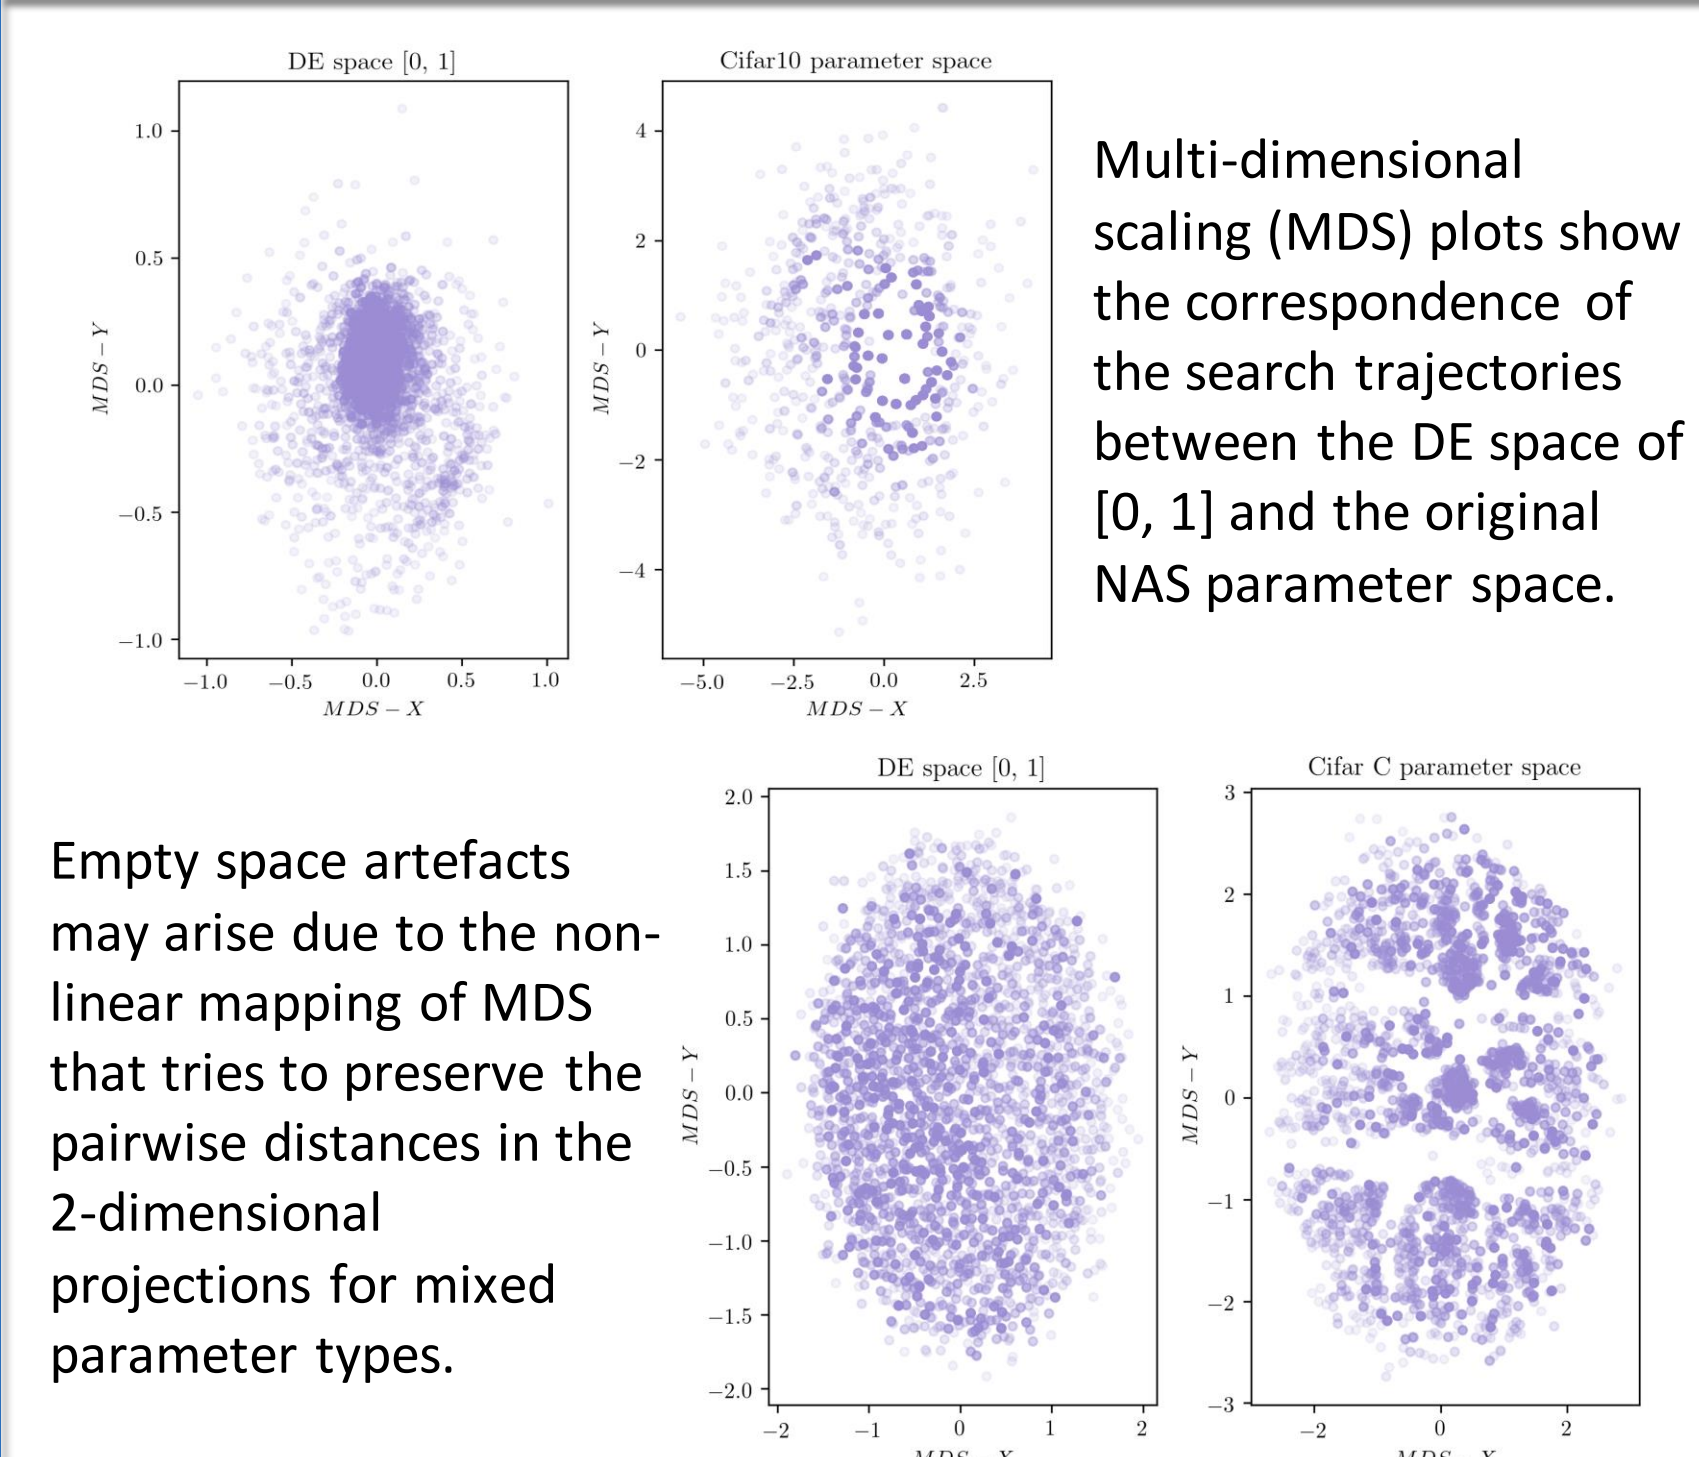 DE space [0, 1]
1.0
0.5
0.0
−0.5
−1.0
MDS − Y
−1.0 −0.5 0.0 0.5 1.0
MDS − X
Cifar10 parameter space
4
2
0
−2
−4
MDS − Y
−5.0 −2.5 0.0 2.5
MDS − X
Multi-dimensional
scaling (MDS) plots show
the correspondence of
the search trajectories
between the DE space of
[0, 1] and the original
NAS parameter space.
Empty space artefacts
may arise due to the non-
linear mapping of MDS
that tries to preserve the
pairwise distances in the
2-dimensional
projections for mixed
parameter types.
DE space [0, 1]
2.0
1.5
1.0
0.5
0.0
−0.5
−1.0
−1.5
−2.0
MDS − Y
−2 −1 0 1 2
MDS − X
Cifar C parameter space
3
2
1
0
−1
−2
−3
MDS − Y
−2 0 2
MDS − X